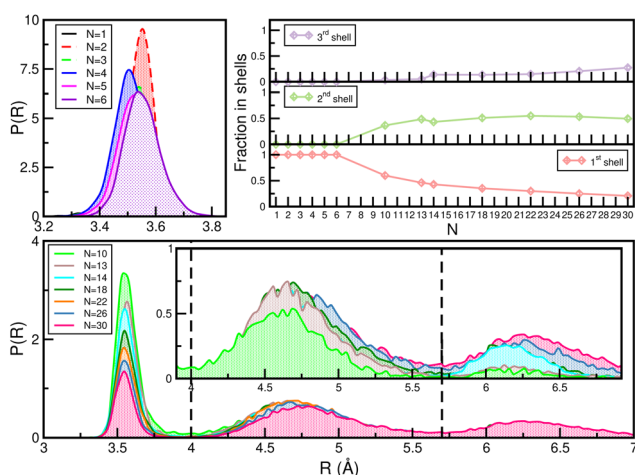 10
7.5
5
2.5
0
P(R)
N=1
N=2
N=3
N=4
N=5
N=6
3.2
3.4
3.6
3.8
Fraction in shells
1
0.5
0
3rd shell
1
0.5
0
2nd shell
1
0.5
0
1st shell
1 2 3 4 5 6 7 8 9 10 11 12 13 14 15 16 17 18 19 20 21 22 23 24 25 26 27 28 29 30
N
4
2
0
P(R)
N=10
N=13
N=14
N=18
N=22
N=26
N=30
1
0.5
0
4
4.5
5
5.5
6
6.5
3
3.5
4
4.5
5
5.5
6
6.5
7
R (Å)